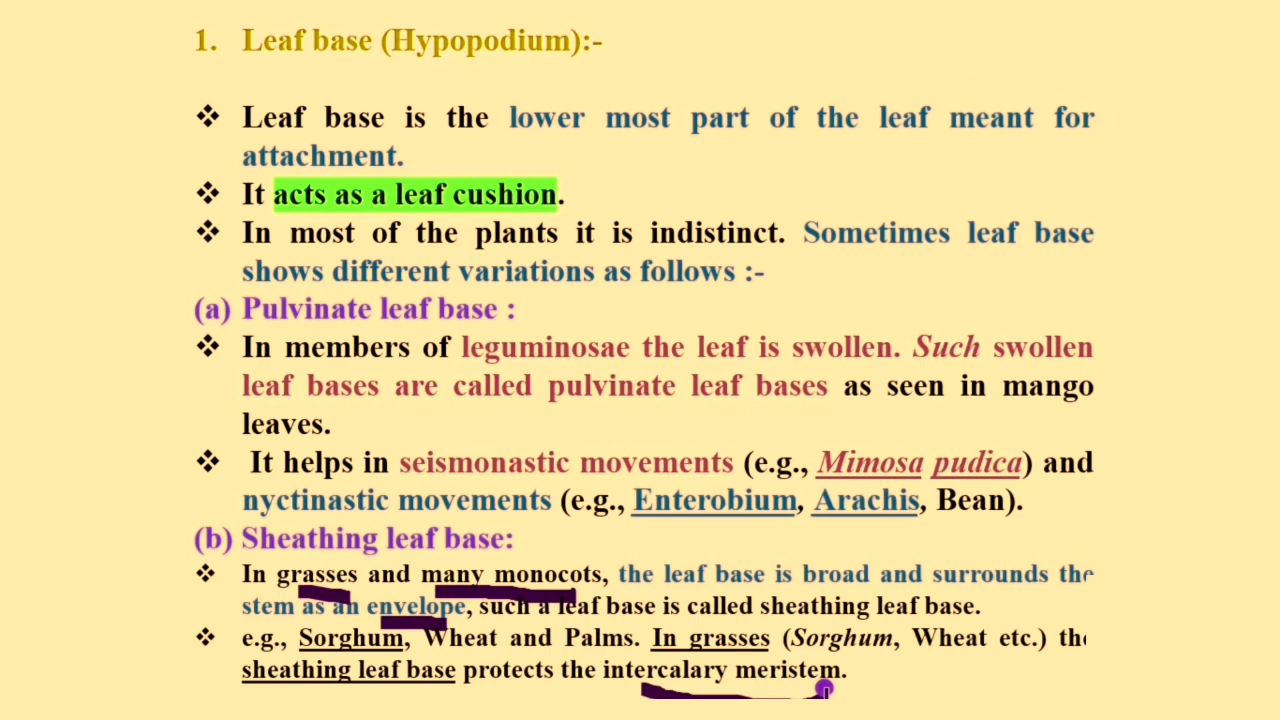 1. Leaf base (Hypopodium):-
❖ Leaf base is the lower most part of the leaf meant for
attachment.
❖ It acts as a leaf cushion.
❖ In most of the plants it is indistinct. Sometimes leaf base
shows different variations as follows :-
(a) Pulvinate leaf base :
❖ In members of leguminosae the leaf is swollen. Such swollen
leaf bases are called pulvinate leaf bases as seen in mango
leaves.
❖ It helps in seismonastic movements (e.g., Mimosa pudica) and
nyctinastic movements (e.g., Enterobium, Arachis, Bean).
(b) Sheathing leaf base:
❖ In grasses and many monocots, the leaf base is broad and surrounds the
stem as an envelope, such a leaf base is called sheathing leaf base.
❖ e.g., Sorghum, Wheat and Palms. In grasses (Sorghum, Wheat etc.) the
sheathing leaf base protects the intercalary meristem.